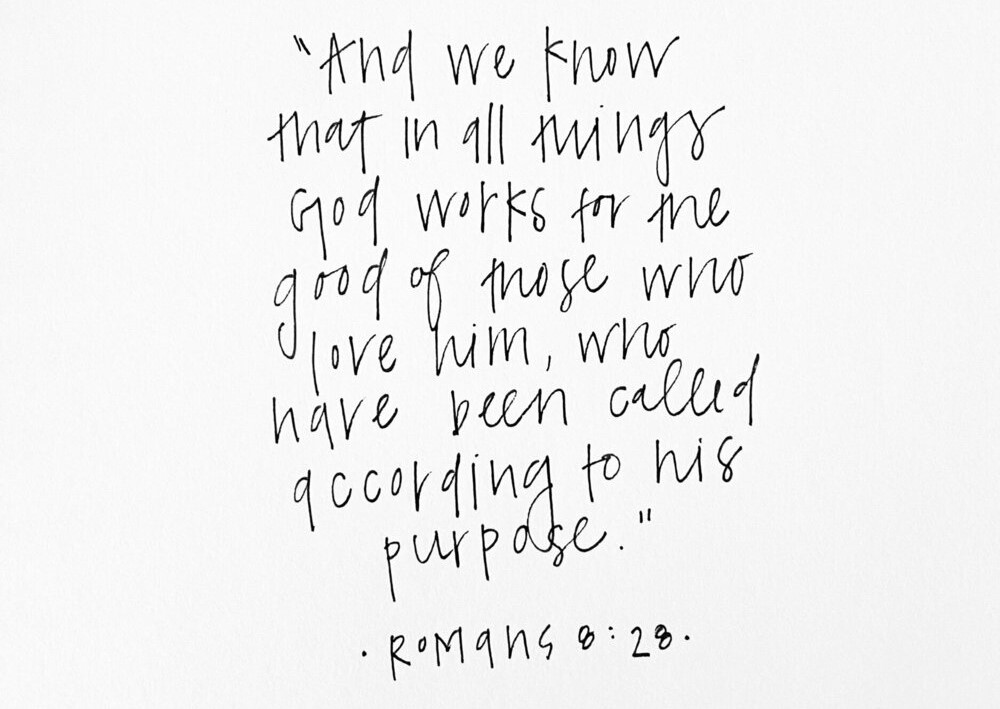 "And we know
that in all things
God works for the
good of those who
love him, who
have been called
according to his
purpose."
· ROMANS 8:28·